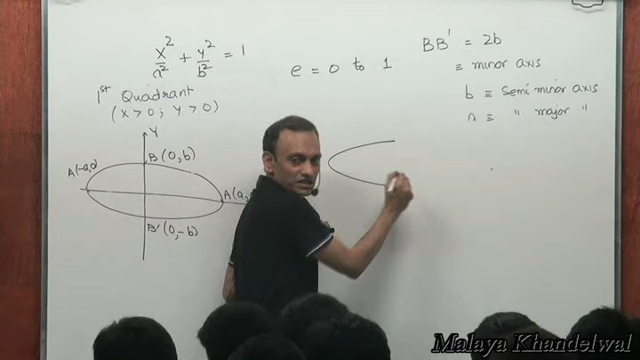 x²/a² + y²/b² = 1
1st Quadrant
(x > 0 ; y > 0)
Y
B (0, b)
A(-a,0)
A(a,
B' (0, -b)
e = 0 to 1
BB' = 2b
≡ minor axis
b ≡ semi minor axis
a ≡ " major "
Malaya Khandelwal